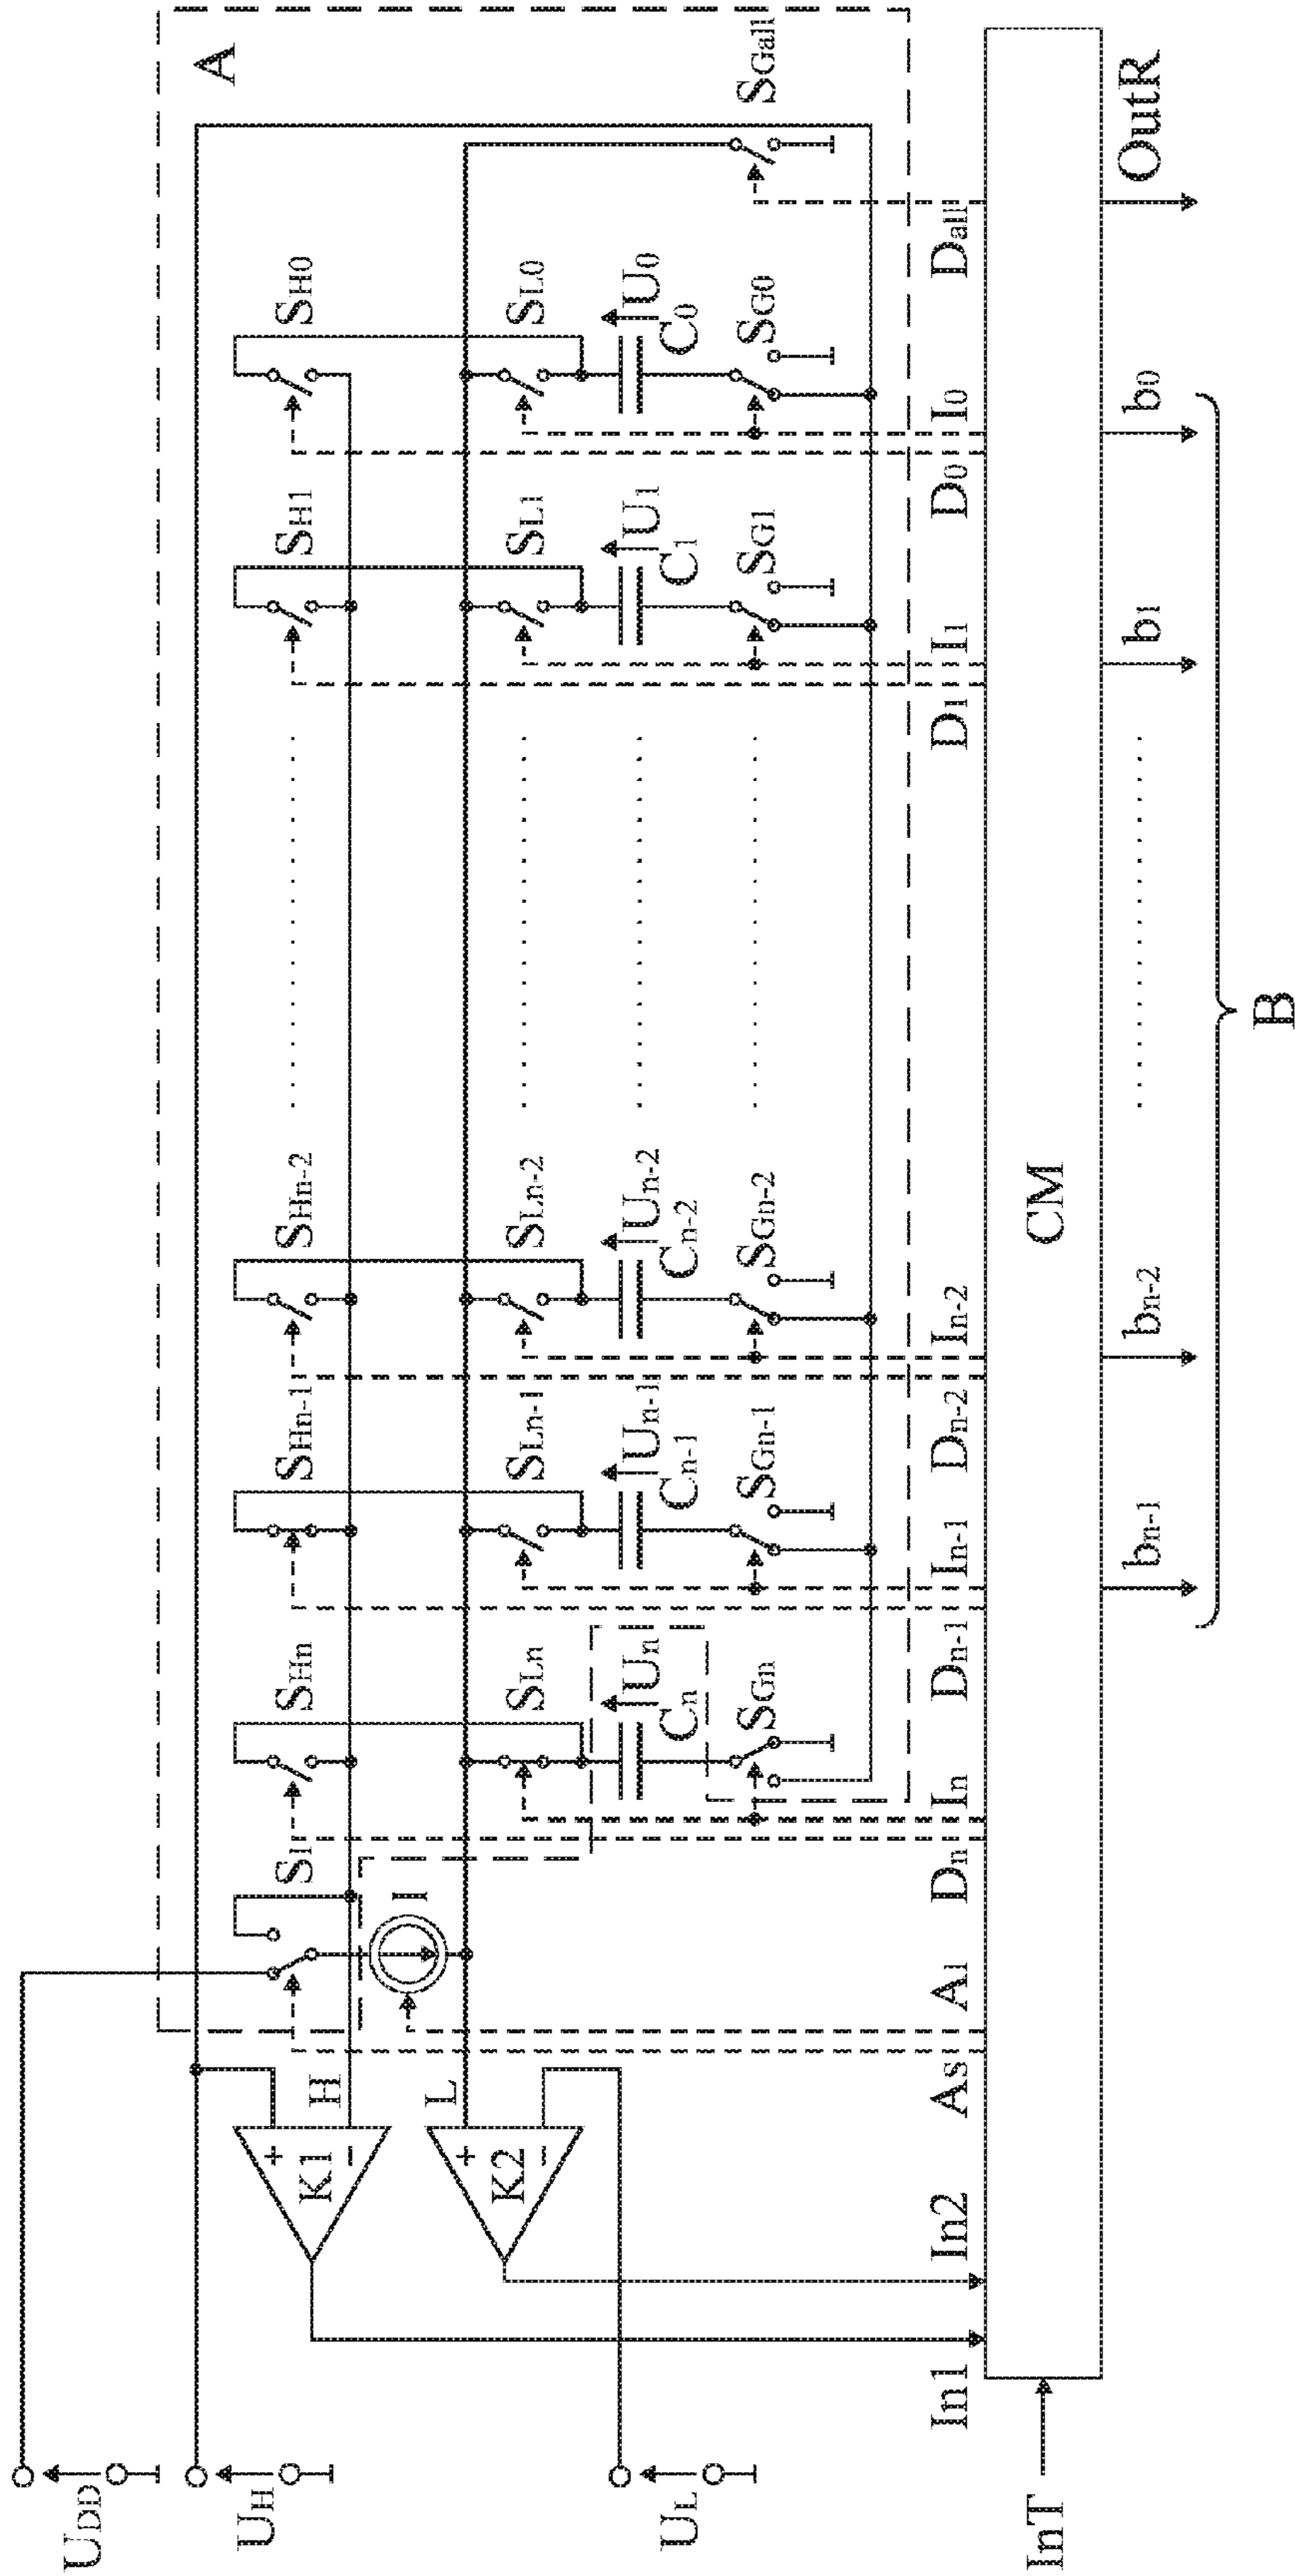 UDD
UH
UL
InT
A
SI
SHn
SHn-1
SHn-2
SH1
SH0
+
K1
−
H
I
L
+
K2
−
SLn
SLn-1
SLn-2
SL1
SL0
Un
Un-1
Un-2
U1
U0
Cn
Cn-1
Cn-2
C1
C0
SGn
SGn-1
SGn-2
SG1
SG0
SGall
In1
In2
As
AI
Dn
In
Dn-1
In-1
Dn-2
In-2
D1
I1
D0
I0
Dall
CM
bn-1
bn-2
b1
b0
OutR
B